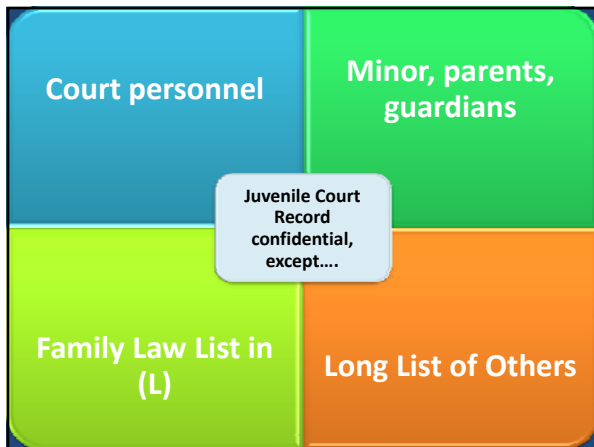 Court personnel
Minor, parents,
guardians
Juvenile Court
Record
confidential,
except....
Family Law List in
(L)
Long List of Others